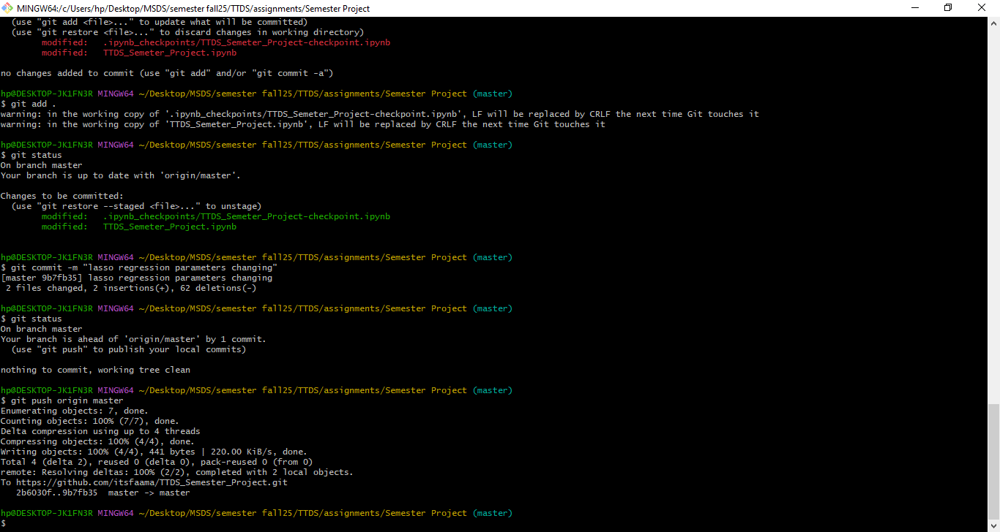 MINGW64:/c/Users/hp/Desktop/MSDS/semester fall25/TTDS/assignments/Semester Project
(use "git add <file>..." to update what will be committed)
(use "git restore <file>..." to discard changes in working directory)
modified:   .ipynb_checkpoints/TTDS_Semeter_Project-checkpoint.ipynb
modified:   TTDS_Semeter_Project.ipynb
no changes added to commit (use "git add" and/or "git commit -a")
hp@DESKTOP-JK1FN3R MINGW64 ~/Desktop/MSDS/semester fall25/TTDS/assignments/Semester Project (master)
$ git add .
warning: in the working copy of '.ipynb_checkpoints/TTDS_Semeter_Project-checkpoint.ipynb', LF will be replaced by CRLF the next time Git touches it
warning: in the working copy of 'TTDS_Semeter_Project.ipynb', LF will be replaced by CRLF the next time Git touches it
hp@DESKTOP-JK1FN3R MINGW64 ~/Desktop/MSDS/semester fall25/TTDS/assignments/Semester Project (master)
$ git status
On branch master
Your branch is up to date with 'origin/master'.
Changes to be committed:
(use "git restore --staged <file>..." to unstage)
modified:   .ipynb_checkpoints/TTDS_Semeter_Project-checkpoint.ipynb
modified:   TTDS_Semeter_Project.ipynb
hp@DESKTOP-JK1FN3R MINGW64 ~/Desktop/MSDS/semester fall25/TTDS/assignments/Semester Project (master)
$ git commit -m "lasso regression parameters changing"
[master 9b7fb35] lasso regression parameters changing
2 files changed, 2 insertions(+), 62 deletions(-)
hp@DESKTOP-JK1FN3R MINGW64 ~/Desktop/MSDS/semester fall25/TTDS/assignments/Semester Project (master)
$ git status
On branch master
Your branch is ahead of 'origin/master' by 1 commit.
(use "git push" to publish your local commits)
nothing to commit, working tree clean
hp@DESKTOP-JK1FN3R MINGW64 ~/Desktop/MSDS/semester fall25/TTDS/assignments/Semester Project (master)
$ git push origin master
Enumerating objects: 7, done.
Counting objects: 100% (7/7), done.
Delta compression using up to 4 threads
Compressing objects: 100% (4/4), done.
Writing objects: 100% (4/4), 441 bytes | 220.00 KiB/s, done.
Total 4 (delta 2), reused 0 (delta 0), pack-reused 0 (from 0)
remote: Resolving deltas: 100% (2/2), completed with 2 local objects.
To https://github.com/itsfaama/TTDS_Semester_Project.git
2b6030f..9b7fb35  master -> master
hp@DESKTOP-JK1FN3R MINGW64 ~/Desktop/MSDS/semester fall25/TTDS/assignments/Semester Project (master)
$